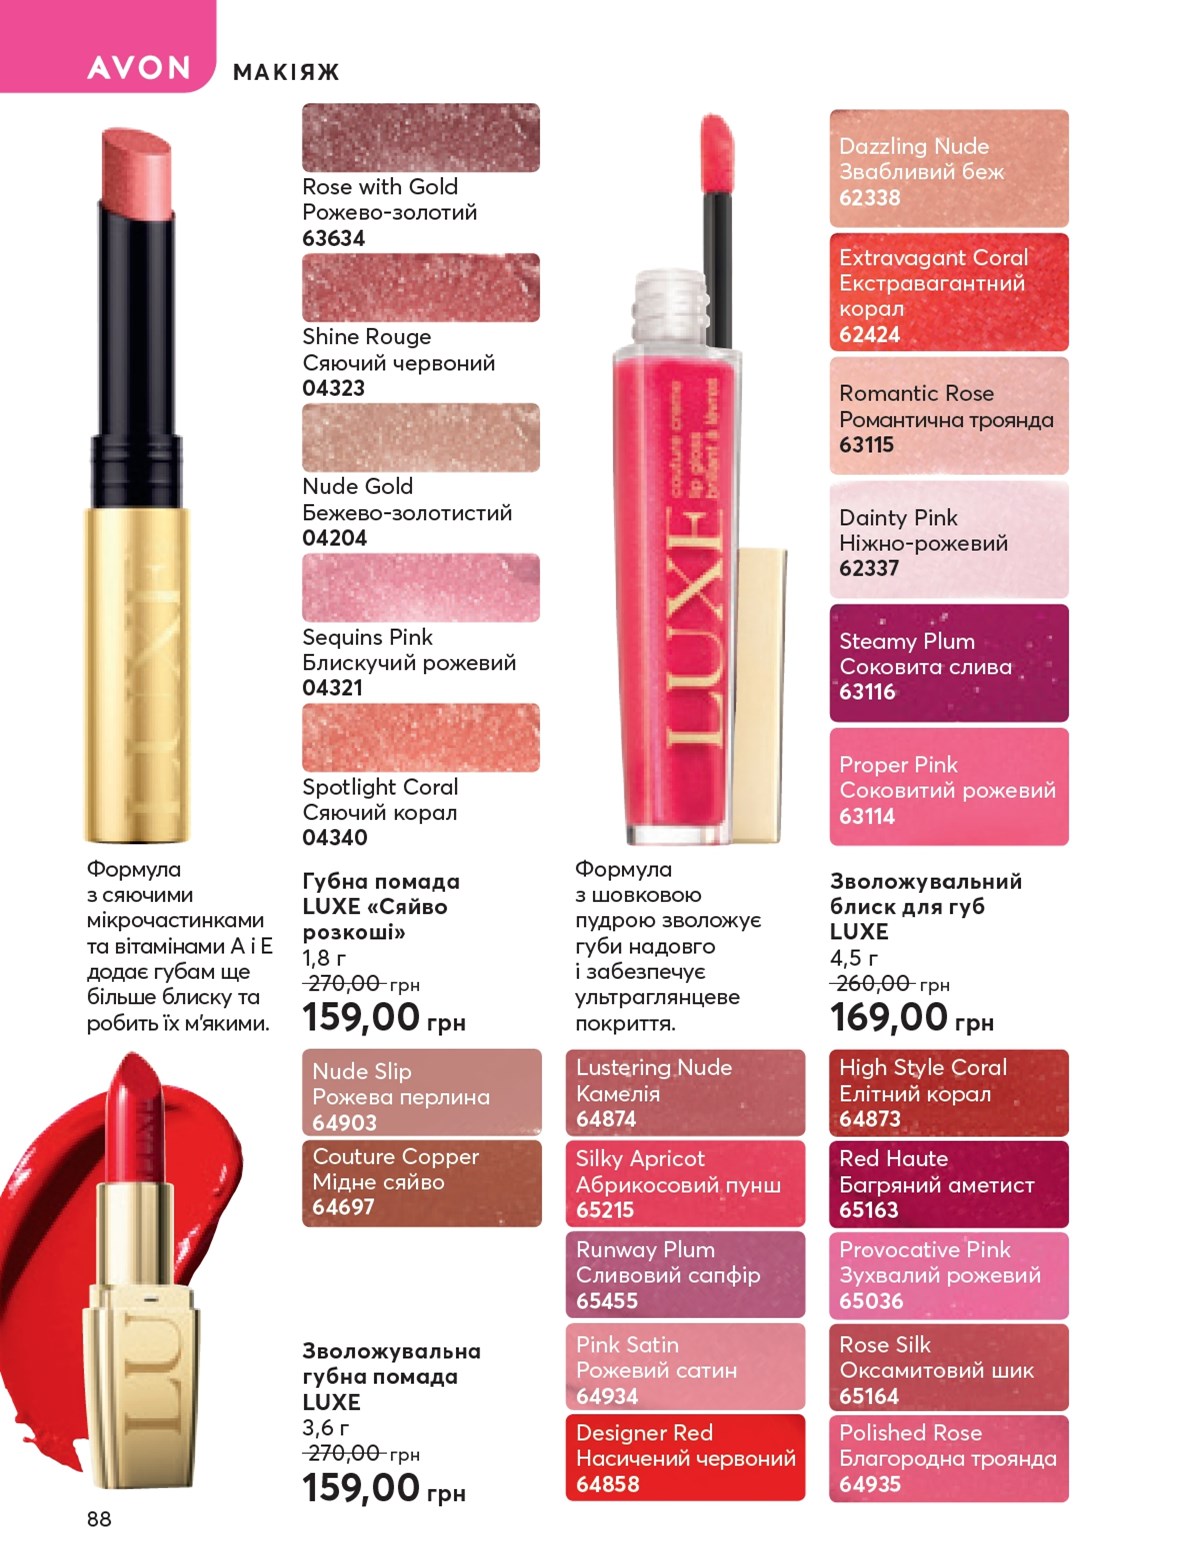 AVON
МАКІЯЖ
Rose with Gold
Рожево-золотий
63634
Shine Rouge
Сяючий червоний
04323
Nude Gold
Бежево-золотистий
04204
Sequins Pink
Блискучий рожевий
04321
Spotlight Coral
Сяючий корал
04340
LUXE
Формула
з сяючими
мікрочастинками
та вітамінами А і Е
додає губам ще
більше блиску та
робить їх м'якими.
Губна помада
LUXE «Сяйво
розкоші»
1,8 г
270,00 грн
159,00 грн
LUXE
couture creme
lip gloss
brillant à lèvres
Dazzling Nude
Звабливий беж
62338
Extravagant Coral
Екстравагантний
корал
62424
Romantic Rose
Романтична троянда
63115
Dainty Pink
Ніжно-рожевий
62337
Steamy Plum
Соковита слива
63116
Proper Pink
Соковитий рожевий
63114
Формула
з шовковою
пудрою зволожує
губи надовго
і забезпечує
ультраглянцеве
покриття.
Зволожувальний
блиск для губ
LUXE
4,5 г
260,00 грн
169,00 грн
LUXE
LU
Nude Slip
Рожева перлина
64903
Couture Copper
Мідне сяйво
64697
Зволожувальна
губна помада
LUXE
3,6 г
270,00 грн
159,00 грн
Lustering Nude
Камелія
64874
Silky Apricot
Абрикосовий пунш
65215
Runway Plum
Сливовий сапфір
65455
Pink Satin
Рожевий сатин
64934
Designer Red
Насичений червоний
64858
High Style Coral
Елітний корал
64873
Red Haute
Багряний аметист
65163
Provocative Pink
Зухвалий рожевий
65036
Rose Silk
Оксамитовий шик
65164
Polished Rose
Благородна троянда
64935
88